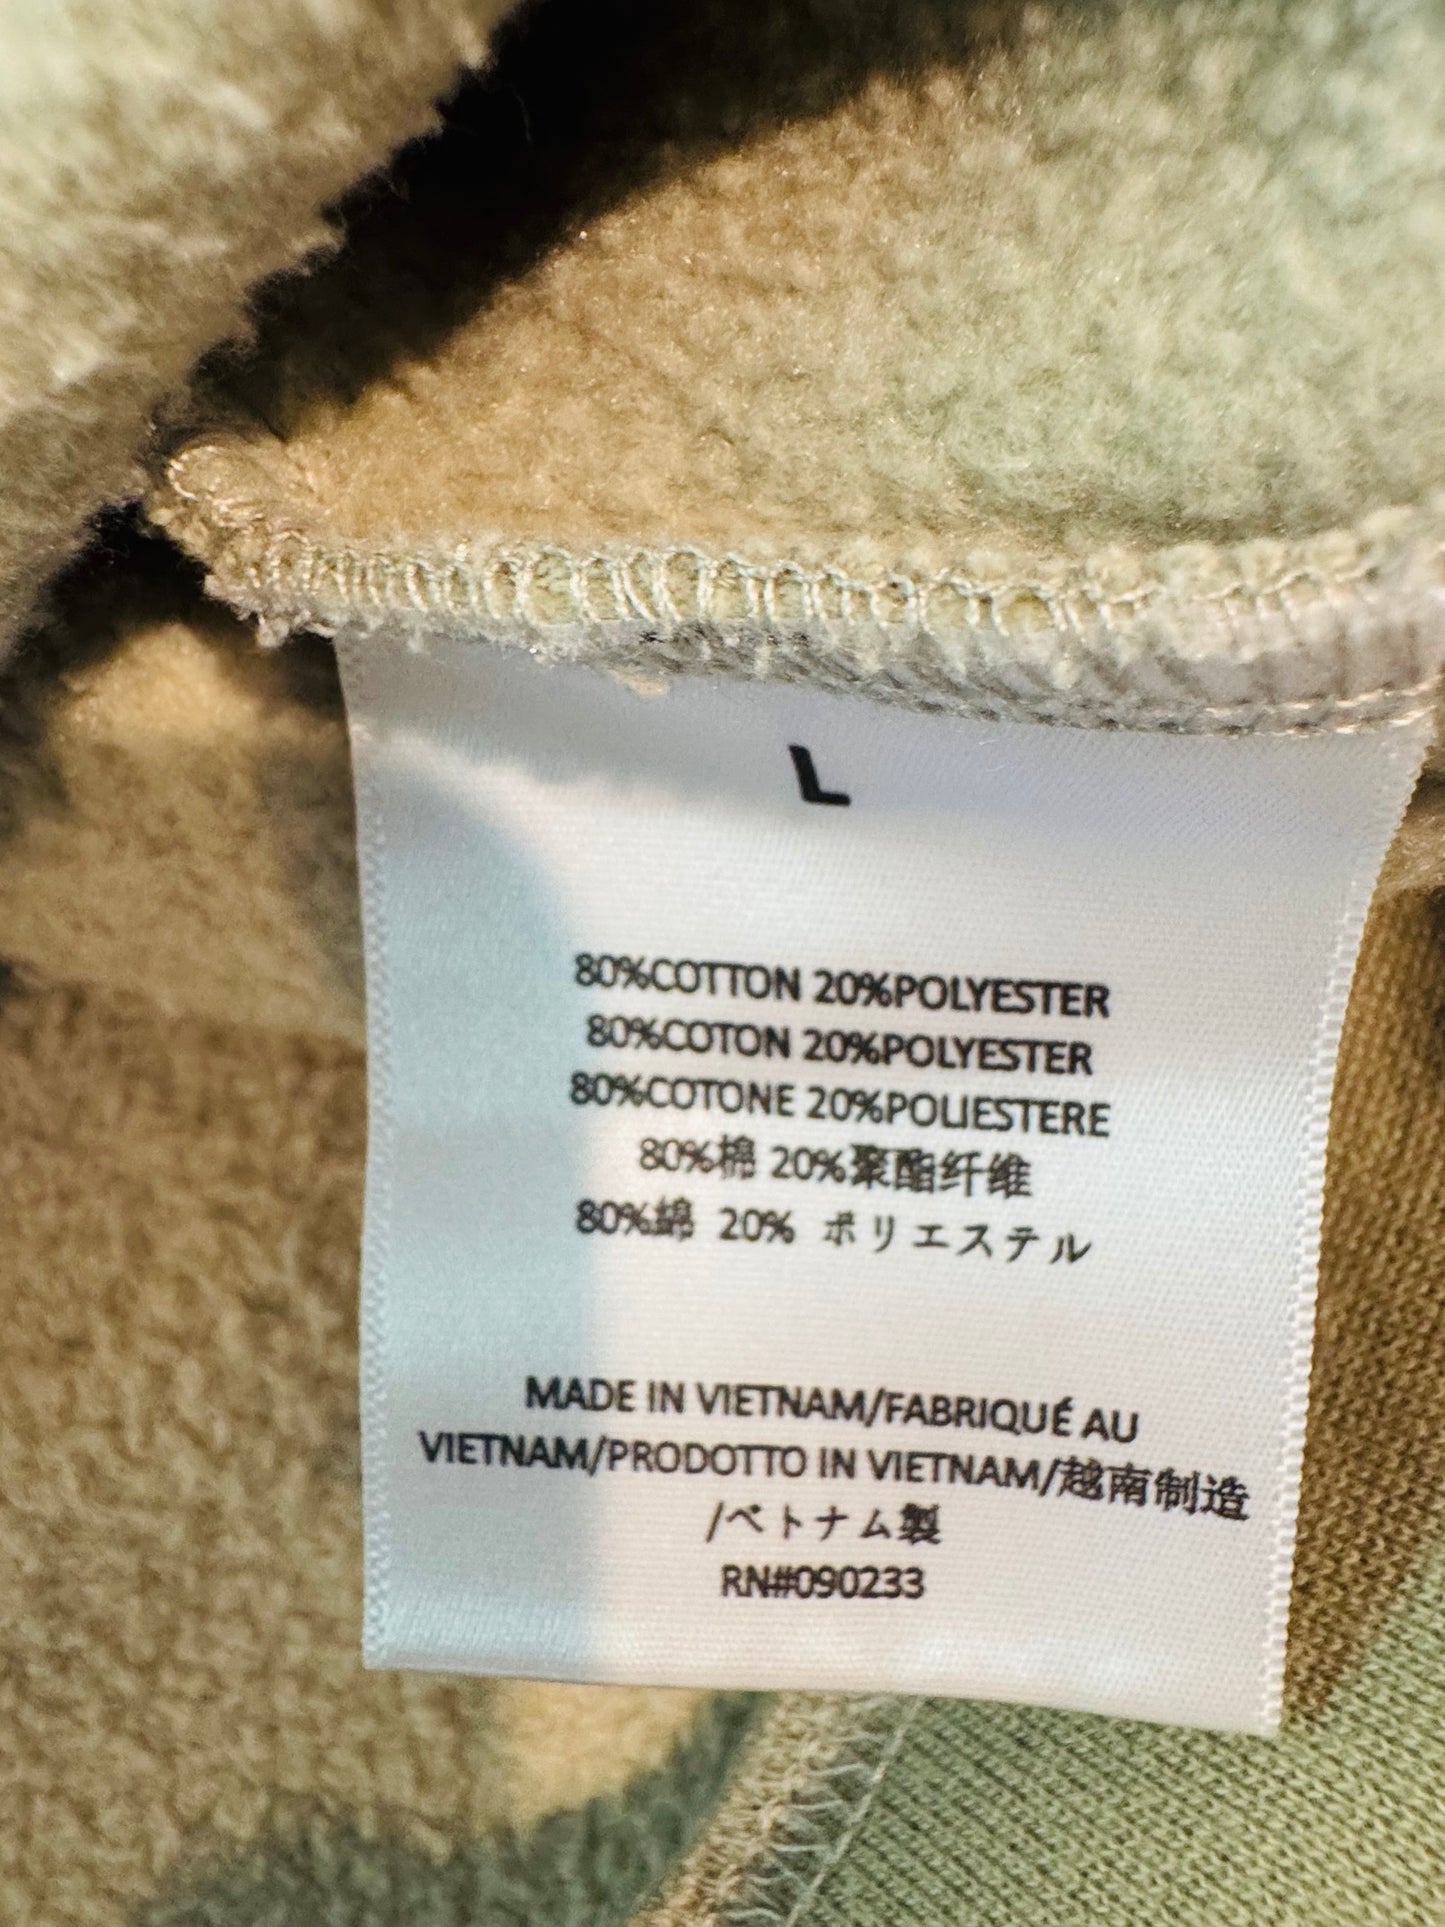 L
80%COTTON 20%POLYESTER
80%COTON 20%POLYESTER
80%COTONE 20%POLIESTERE
80%棉 20%聚酯纤维
80%綿 20% ポリエステル
MADE IN VIETNAM/FABRIQUÉ AU
VIETNAM/PRODOTTO IN VIETNAM/越南制造
/ベトナム製
RN#090233